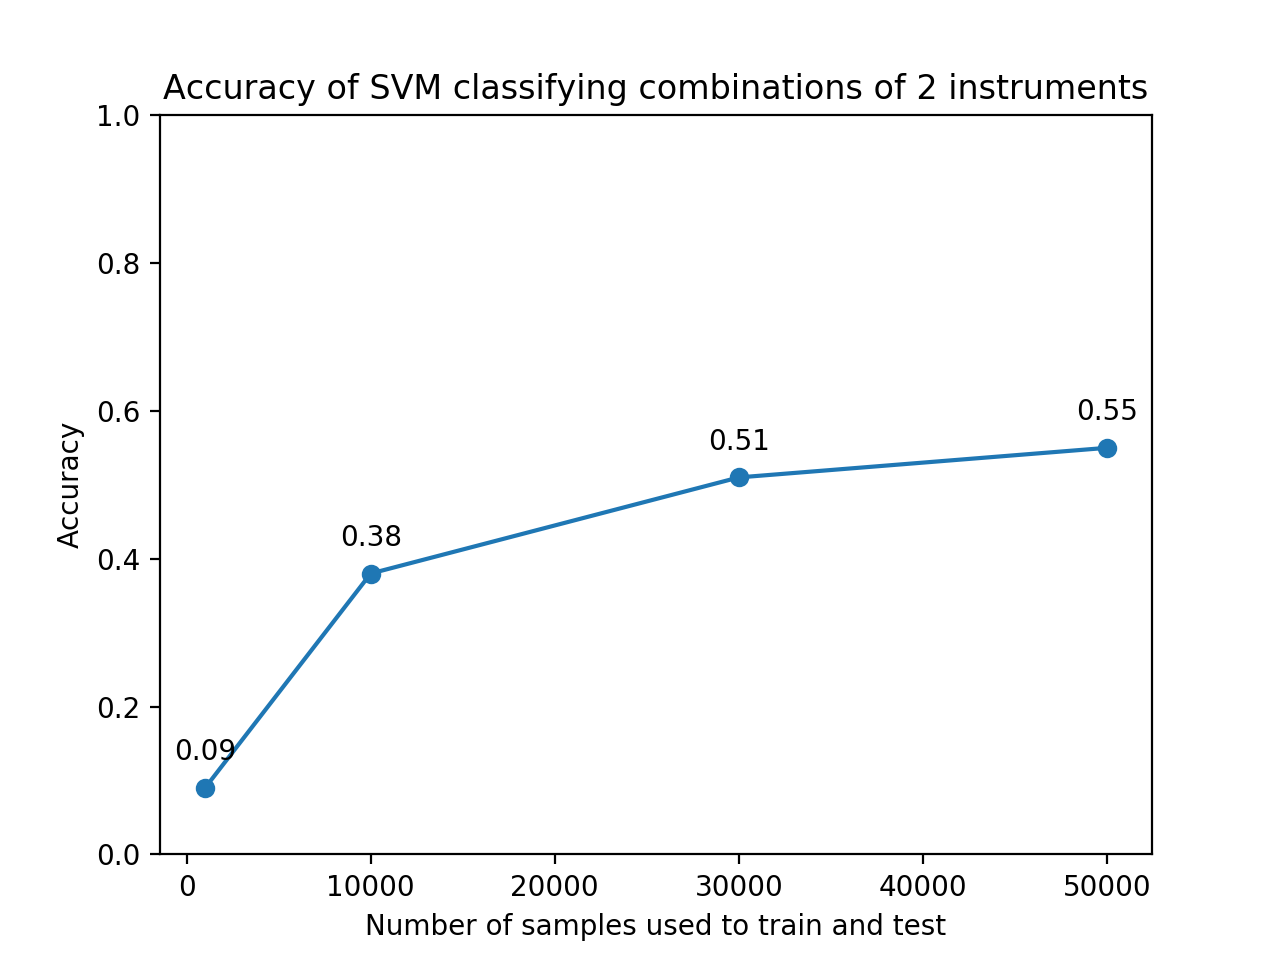 Accuracy of SVM classifying combinations of 2 instruments
1.0
0.8
0.6
0.4
0.2
0.0
Accuracy
0.09
0.38
0.51
0.55
0 10000 20000 30000 40000 50000
Number of samples used to train and test